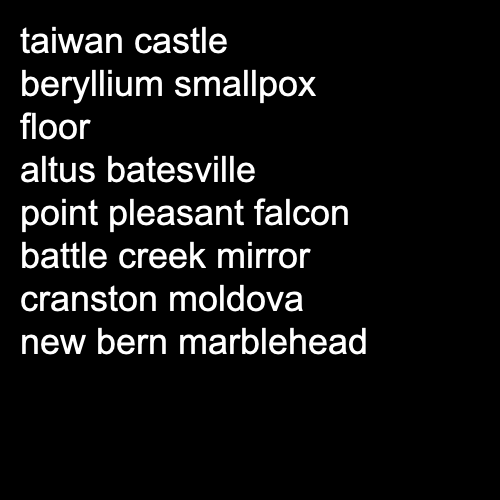 taiwan castle
beryllium smallpox
floor
altus batesville
point pleasant falcon
battle creek mirror
cranston moldova
new bern marblehead